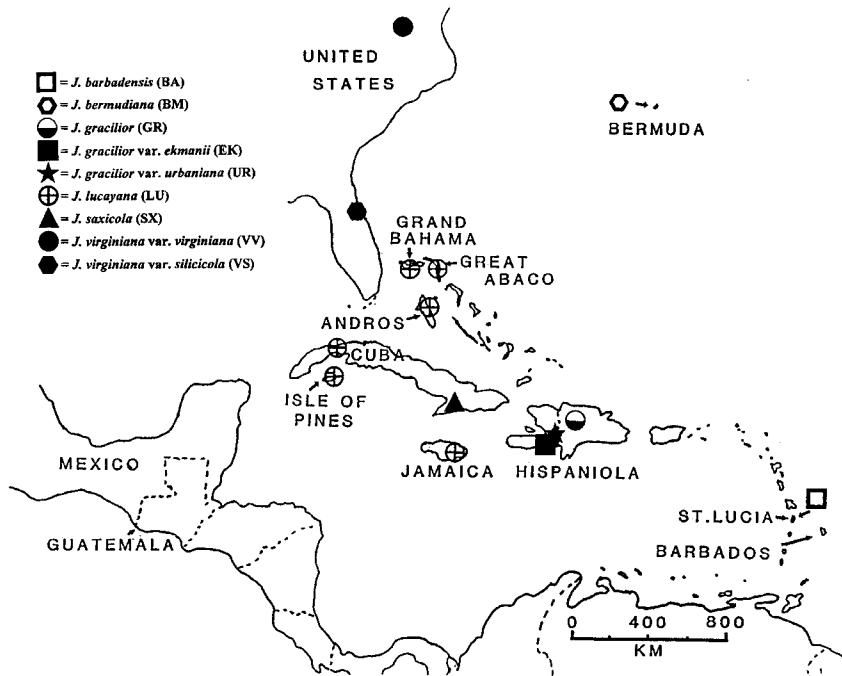 UNITED
STATES
= J. barbadensis (BA)
= J. bermudiana (BM)
= J. gracilior (GR)
= J. gracilior var. ekmanii (EK)
= J. gracilior var. urbaniana (UR)
= J. lucayana (LU)
= J. saxicola (SX)
= J. virginiana var. virginiana (VV)
= J. virginiana var. silicicola (VS)
BERMUDA
GRAND
BAHAMA
GREAT
ABACO
ANDROS
CUBA
ISLE OF
PINES
MEXICO
JAMAICA
HISPANIOLA
GUATEMALA
ST.LUCIA
BARBADOS
0 400 800
KM